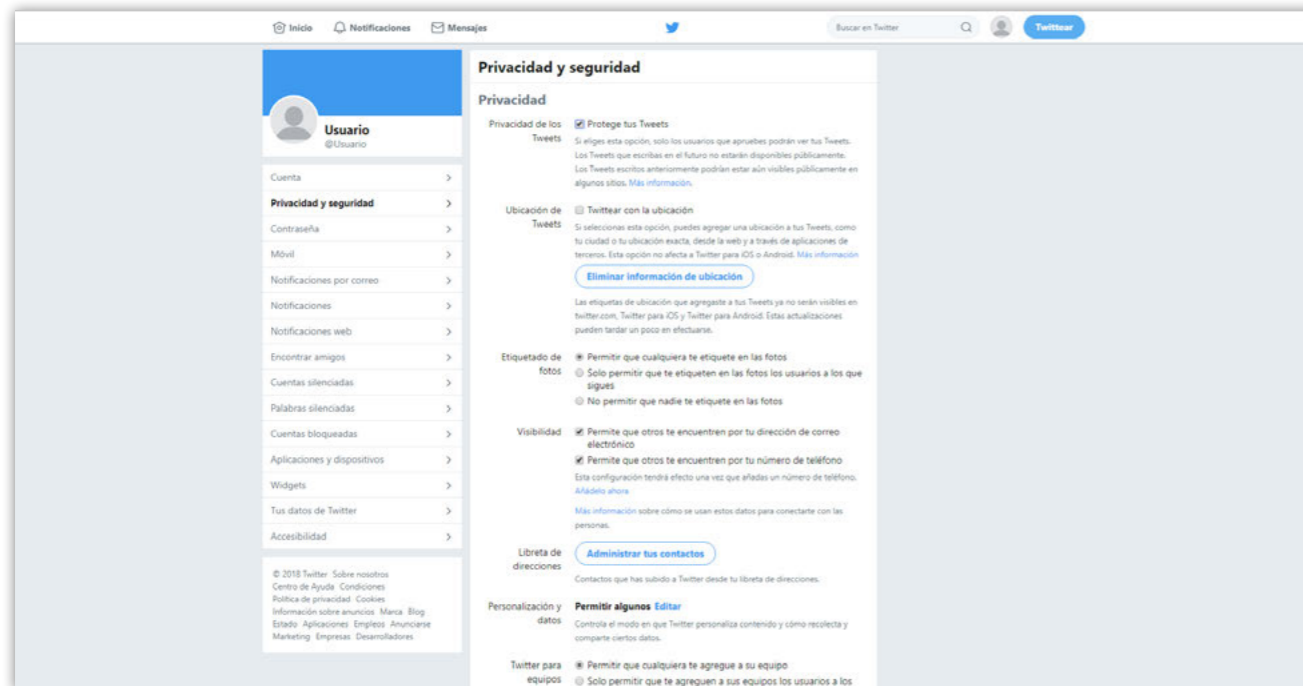 Inicio Notificaciones Mensajes Buscar en Twitter Twittear
Usuario
@Usuario
Cuenta
Privacidad y seguridad
Contraseña
Móvil
Notificaciones por correo
Notificaciones
Notificaciones web
Encontrar amigos
Cuentas silenciadas
Palabras silenciadas
Cuentas bloqueadas
Aplicaciones y dispositivos
Widgets
Tus datos de Twitter
Accesibilidad
© 2018 Twitter Sobre nosotros
Centro de Ayuda Condiciones
Política de privacidad Cookies
Información sobre anuncios Marca Blog
Estado Aplicaciones Empleos Anunciarse
Marketing Empresas Desarrolladores
Privacidad y seguridad
Privacidad
Privacidad de los Tweets
Protege tus Tweets
Si eliges esta opción, solo los usuarios que apruebes podrán ver tus Tweets.
Los Tweets que escribas en el futuro no estarán disponibles públicamente.
Los Tweets escritos anteriormente podrían estar aún visibles públicamente en
algunos sitios. Más información.
Ubicación de Tweets
Twittear con la ubicación
Si seleccionas esta opción, puedes agregar una ubicación a tus Tweets, como
tu ciudad o tu ubicación exacta, desde la web y a través de aplicaciones de
terceros. Esta opción no afecta a Twitter para iOS o Android. Más información
Eliminar información de ubicación
Las etiquetas de ubicación que agregaste a tus Tweets ya no serán visibles en
twitter.com, Twitter para iOS y Twitter para Android. Estas actualizaciones
pueden tardar un poco en efectuarse.
Etiquetado de fotos
Permitir que cualquiera te etiquete en las fotos
Solo permitir que te etiqueten en las fotos los usuarios a los que
sigues
No permitir que nadie te etiquete en las fotos
Visibilidad
Permite que otros te encuentren por tu dirección de correo
electrónico
Permite que otros te encuentren por tu número de teléfono
Esta configuración tendrá efecto una vez que añadas un número de teléfono.
Añádelo ahora
Más información sobre cómo se usan estos datos para conectarte con las
personas.
Libreta de direcciones
Administrar tus contactos
Contactos que has subido a Twitter desde tu libreta de direcciones.
Personalización y datos
Permitir algunos Editar
Controla el modo en que Twitter personaliza contenido y cómo recolecta y
comparte ciertos datos.
Twitter para equipos
Permitir que cualquiera te agregue a su equipo
Solo permitir que te agreguen a sus equipos los usuarios a los